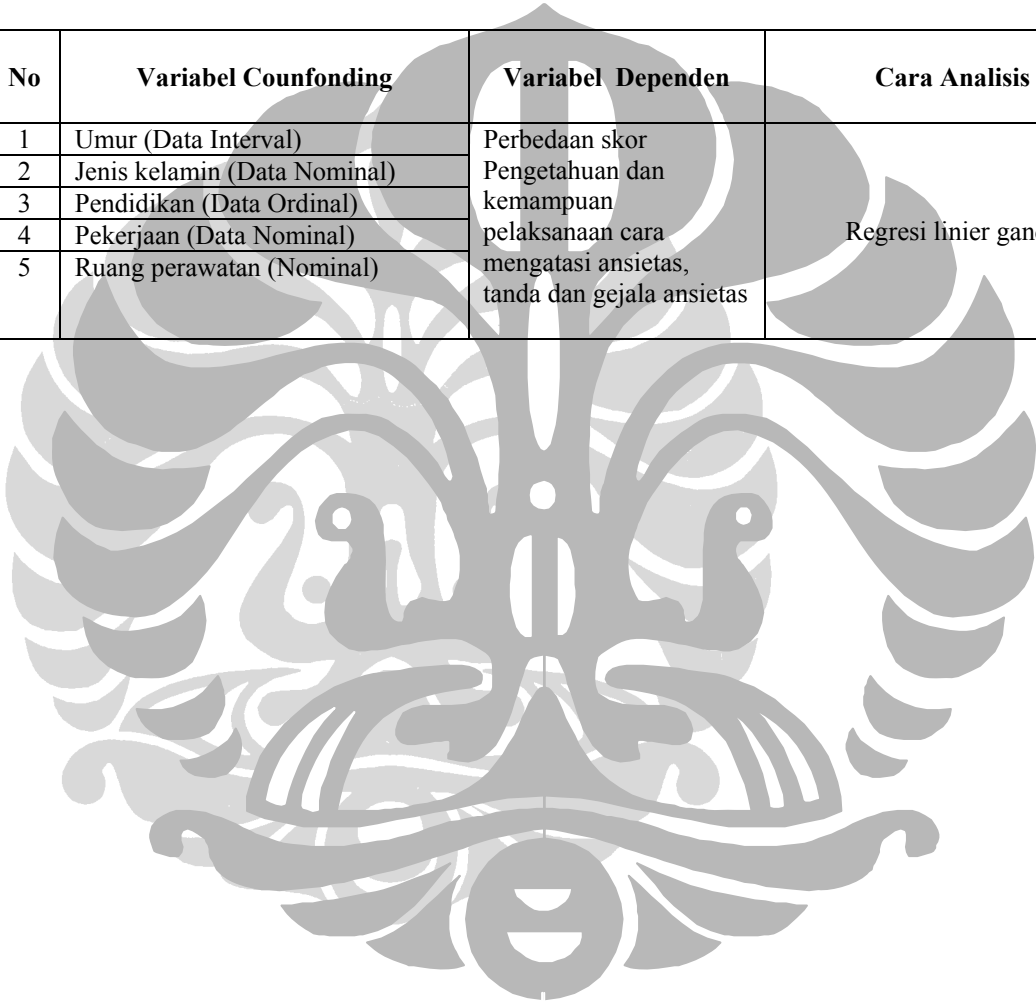 No Variabel Counfonding Variabel Dependen Cara Analisis
1 Umur (Data Interval)
2 Jenis kelamin (Data Nominal)
3 Pendidikan (Data Ordinal)
4 Pekerjaan (Data Nominal)
5 Ruang perawatan (Nominal)
Perbedaan skor
Pengetahuan dan
kemampuan
pelaksanaan cara
mengatasi ansietas,
tanda dan gejala ansietas
Regresi linier